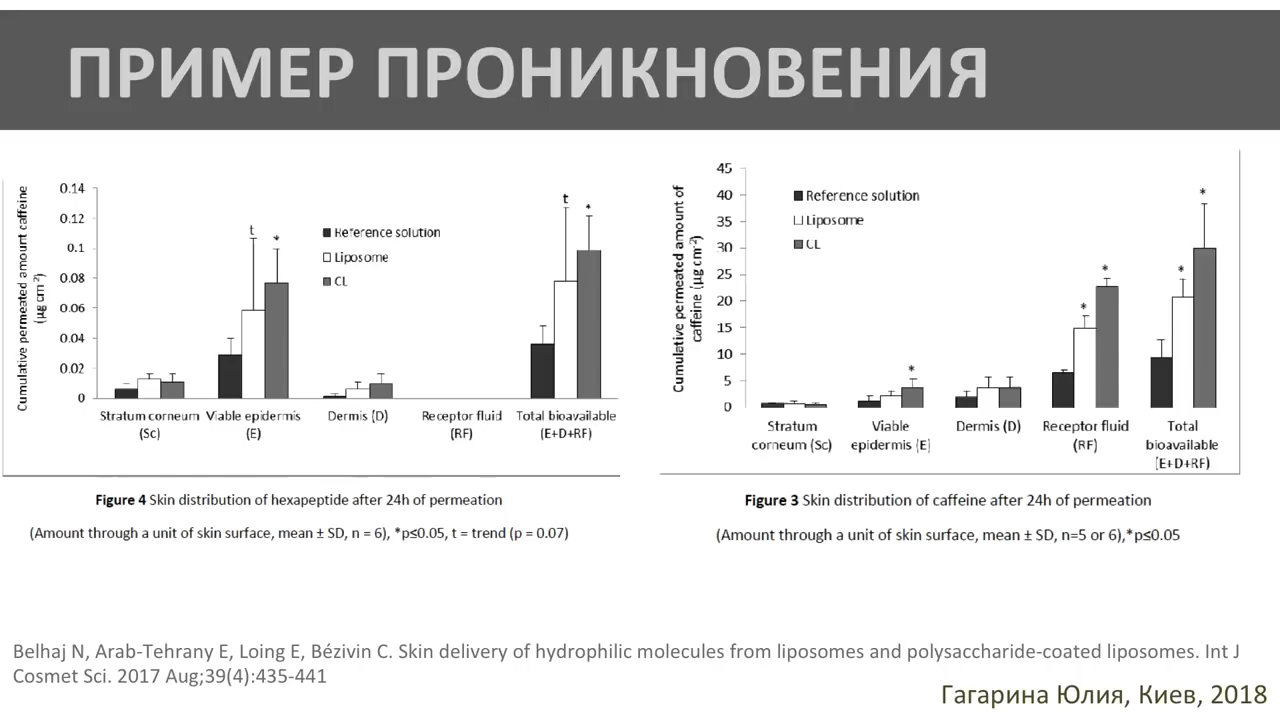 ПРИМЕР ПРОНИКНОВЕНИЯ
Cumulative permeated amount caffeine
(µg cm⁻²)
0.14
0.12
0.1
0.08
0.06
0.04
0.02
0
t
*
t
*
Reference solution
Liposome
CL
Stratum corneum
(Sc)
Viable epidermis
(E)
Dermis (D)
Receptor fluid
(RF)
Total bioavailable
(E+D+RF)
Figure 4 Skin distribution of hexapeptide after 24h of permeation
(Amount through a unit of skin surface, mean ± SD, n = 6), *p≤0.05, t = trend (p = 0.07)
Cumulative permeated amount of
caffeine (µg cm⁻²)
45
40
35
30
25
20
15
10
5
0
Reference solution
Liposome
CL
*
*
*
*
*
Stratum
corneum (Sc)
Viable
epidermis (E)
Dermis (D)
Receptor fluid
(RF)
Total
bioavailable
(E+D+RF)
Figure 3 Skin distribution of caffeine after 24h of permeation
(Amount through a unit of skin surface, mean ± SD, n=5 or 6),*p≤0.05
Belhaj N, Arab-Tehrany E, Loing E, Bézivin C. Skin delivery of hydrophilic molecules from liposomes and polysaccharide-coated liposomes. Int J
Cosmet Sci. 2017 Aug;39(4):435-441
Гагарина Юлия, Киев, 2018